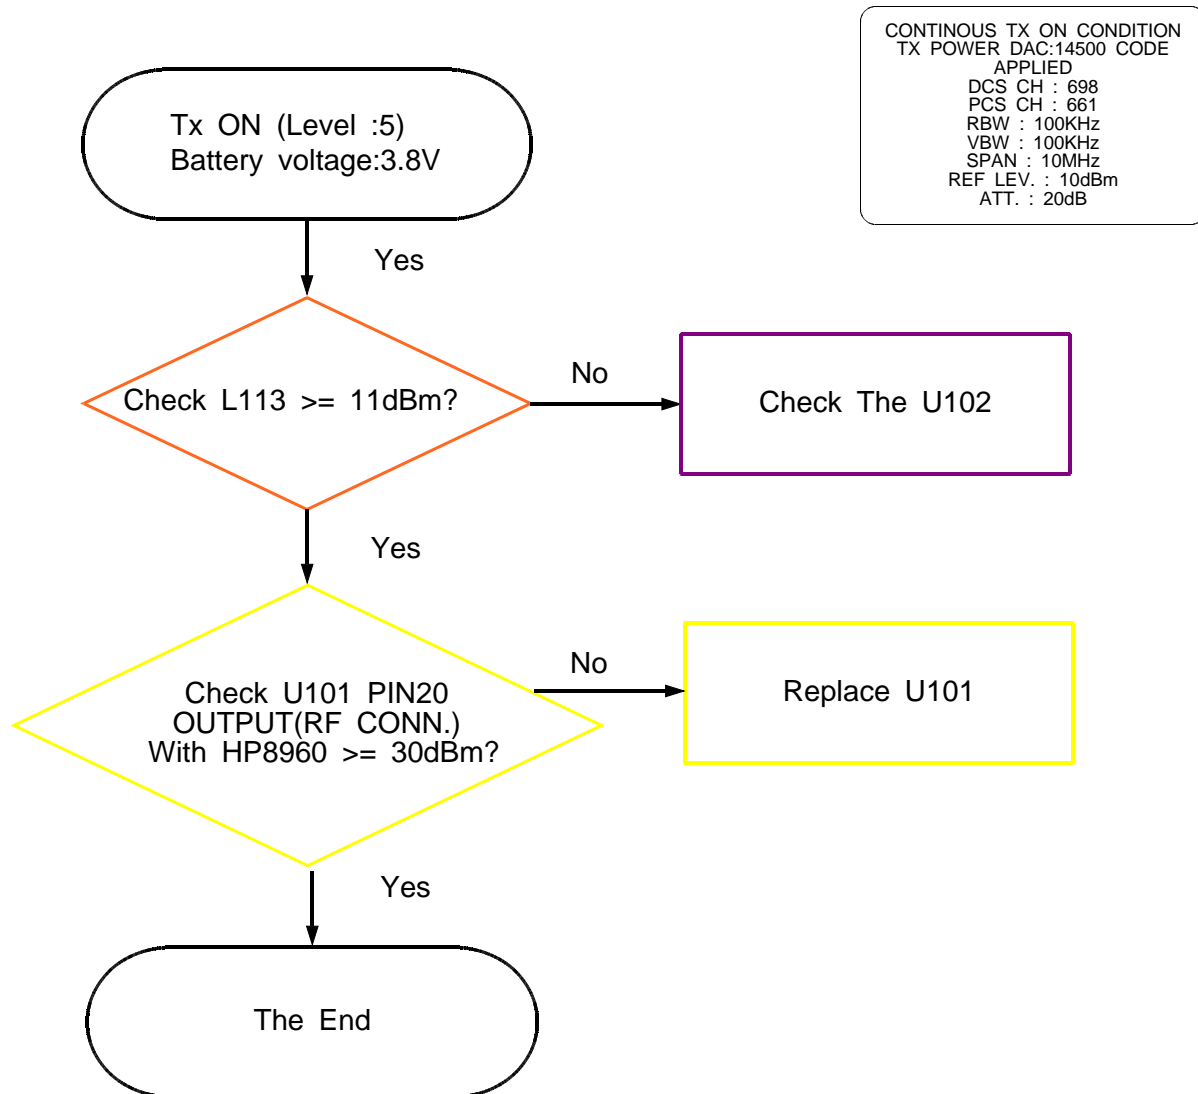 CONTINOUS TX ON CONDITION
TX POWER DAC:14500 CODE
APPLIED
DCS CH : 698
PCS CH : 661
RBW : 100KHz
VBW : 100KHz
SPAN : 10MHz
REF LEV. : 10dBm
ATT. : 20dB
Tx ON (Level :5)
Battery voltage:3.8V
Yes
Check L113 >= 11dBm?
No
Check The U102
Yes
Check U101 PIN20
OUTPUT(RF CONN.)
With HP8960 >= 30dBm?
No
Replace U101
Yes
The End